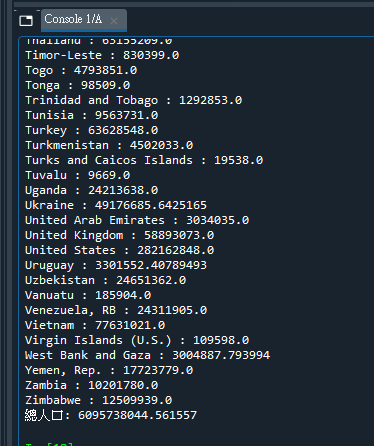 Console 1/A
Thailand : 63155209.0
Timor-Leste : 830399.0
Togo : 4793851.0
Tonga : 98509.0
Trinidad and Tobago : 1292853.0
Tunisia : 9563731.0
Turkey : 63628548.0
Turkmenistan : 4502033.0
Turks and Caicos Islands : 19538.0
Tuvalu : 9669.0
Uganda : 24213638.0
Ukraine : 49176685.6425165
United Arab Emirates : 3034035.0
United Kingdom : 58893073.0
United States : 282162848.0
Uruguay : 3301552.40789493
Uzbekistan : 24651362.0
Vanuatu : 185904.0
Venezuela, RB : 24311905.0
Vietnam : 77631021.0
Virgin Islands (U.S.) : 109598.0
West Bank and Gaza : 3004887.793994
Yemen, Rep. : 17723779.0
Zambia : 10201780.0
Zimbabwe : 12509939.0
總人口: 6095738044.561557